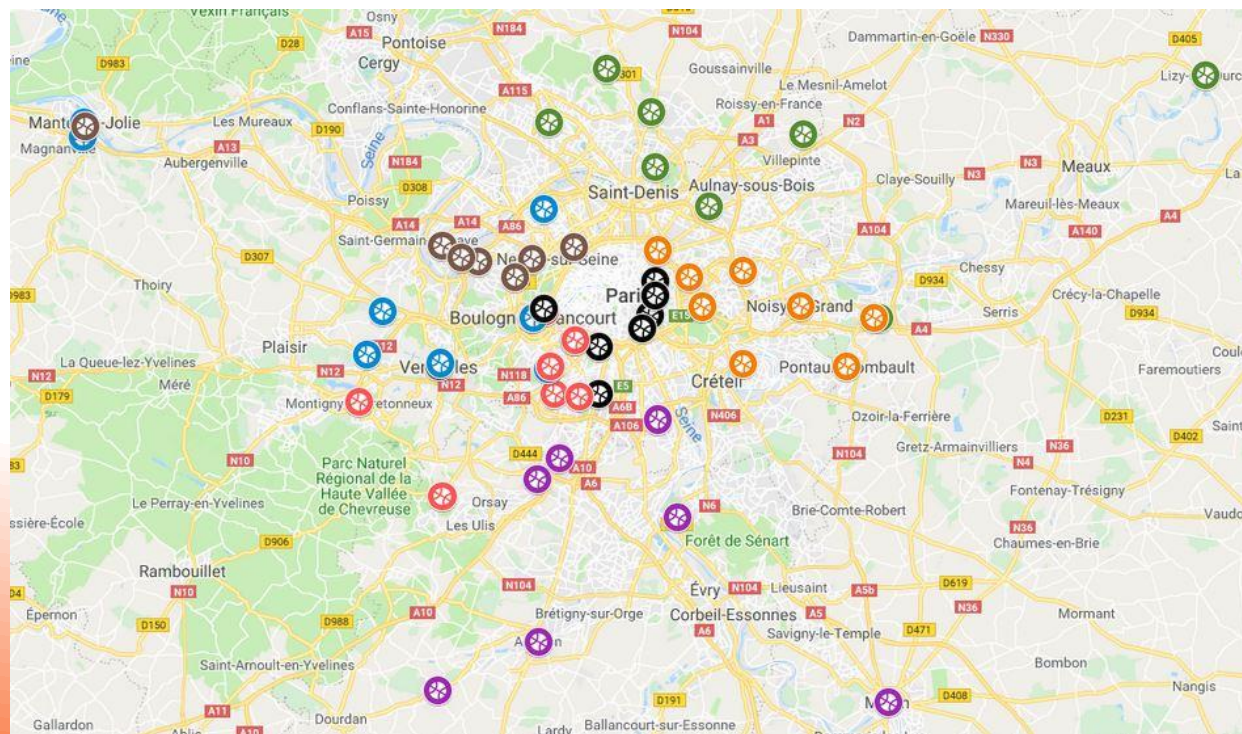 Vexin Français
Osny
N184
N104
Dammartin-en-Goële
N330
D405
A15
Pontoise
D28
Cergy
D983
301
Goussainville
Lizy
Le Mesnil-Amelot
A115
Conflans-Sainte-Honorine
Roissy-en-France
Les Mureaux
D190
A1
N2
Magnanville
A13
Aubergenville
Seine
N184
A3
Villepinte
N3
Meaux
N3
Claye-Souilly
D308
Saint-Denis
Aulnay-sous-Bois
Poissy
Mareuil-lès-Meaux
A4
A14
A14
A86
A104
A140
Saint-Germain
D307
Chessy
D934
D983
Thoiry
Crécy-la-Chapelle
Serris
D934
E15
A4
Plaisir
N12
La Queue-lez-Yvelines
N12
N12
Méré
N12
N118
Créteil
Faremoutiers
D179
A86
E5
A6B
Montigny
A106
N406
Ozoir-la-Ferrière
D231
Seine
D402
Gretz-Armainvilliers
N36
D444
N104
A10
N10
Parc Naturel
Régional de la
Haute Vallée
de Chevreuse
A6
N4
Fontenay-Trésigny
Le Perray-en-Yvelines
Orsay
N6
Brie-Comte-Robert
Les Ulis
N36
D906
Forêt de Sénart
Chaumes-en-Brie
Rambouillet
N10
N104
Évry
N104
Lieusaint
A5b
D619
A10
Brétigny-sur-Orge
N36
Épernon
Corbeil-Essonnes
A5
Mormant
D150
D988
A6
D471
Savigny-le-Temple
Saint-Arnoult-en-Yvelines
Bombon
D191
D408
Nangis
A11
Gallardon
Dourdan
A10
Lardy
Ballancourt-sur-Essonne